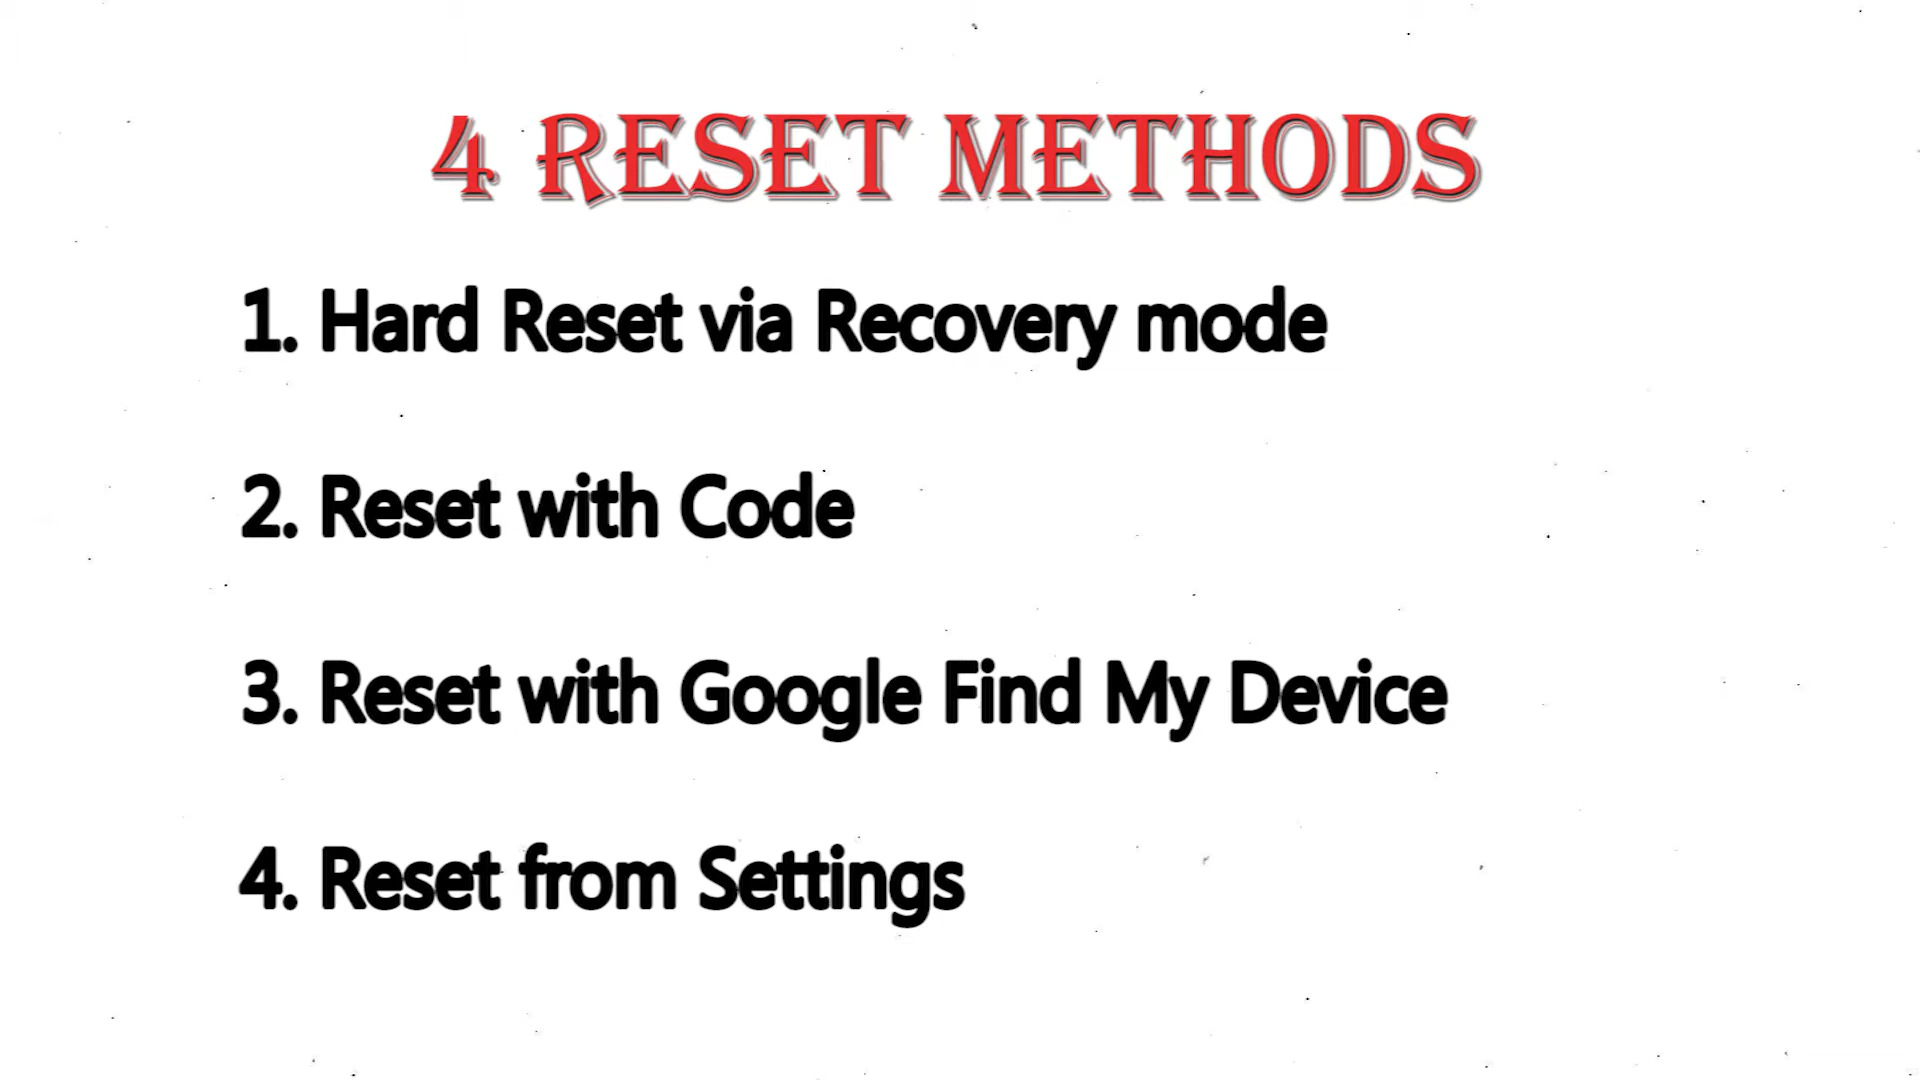 4 RESET METHODS
1. Hard Reset via Recovery mode
2. Reset with Code
3. Reset with Google Find My Device
4. Reset from Settings